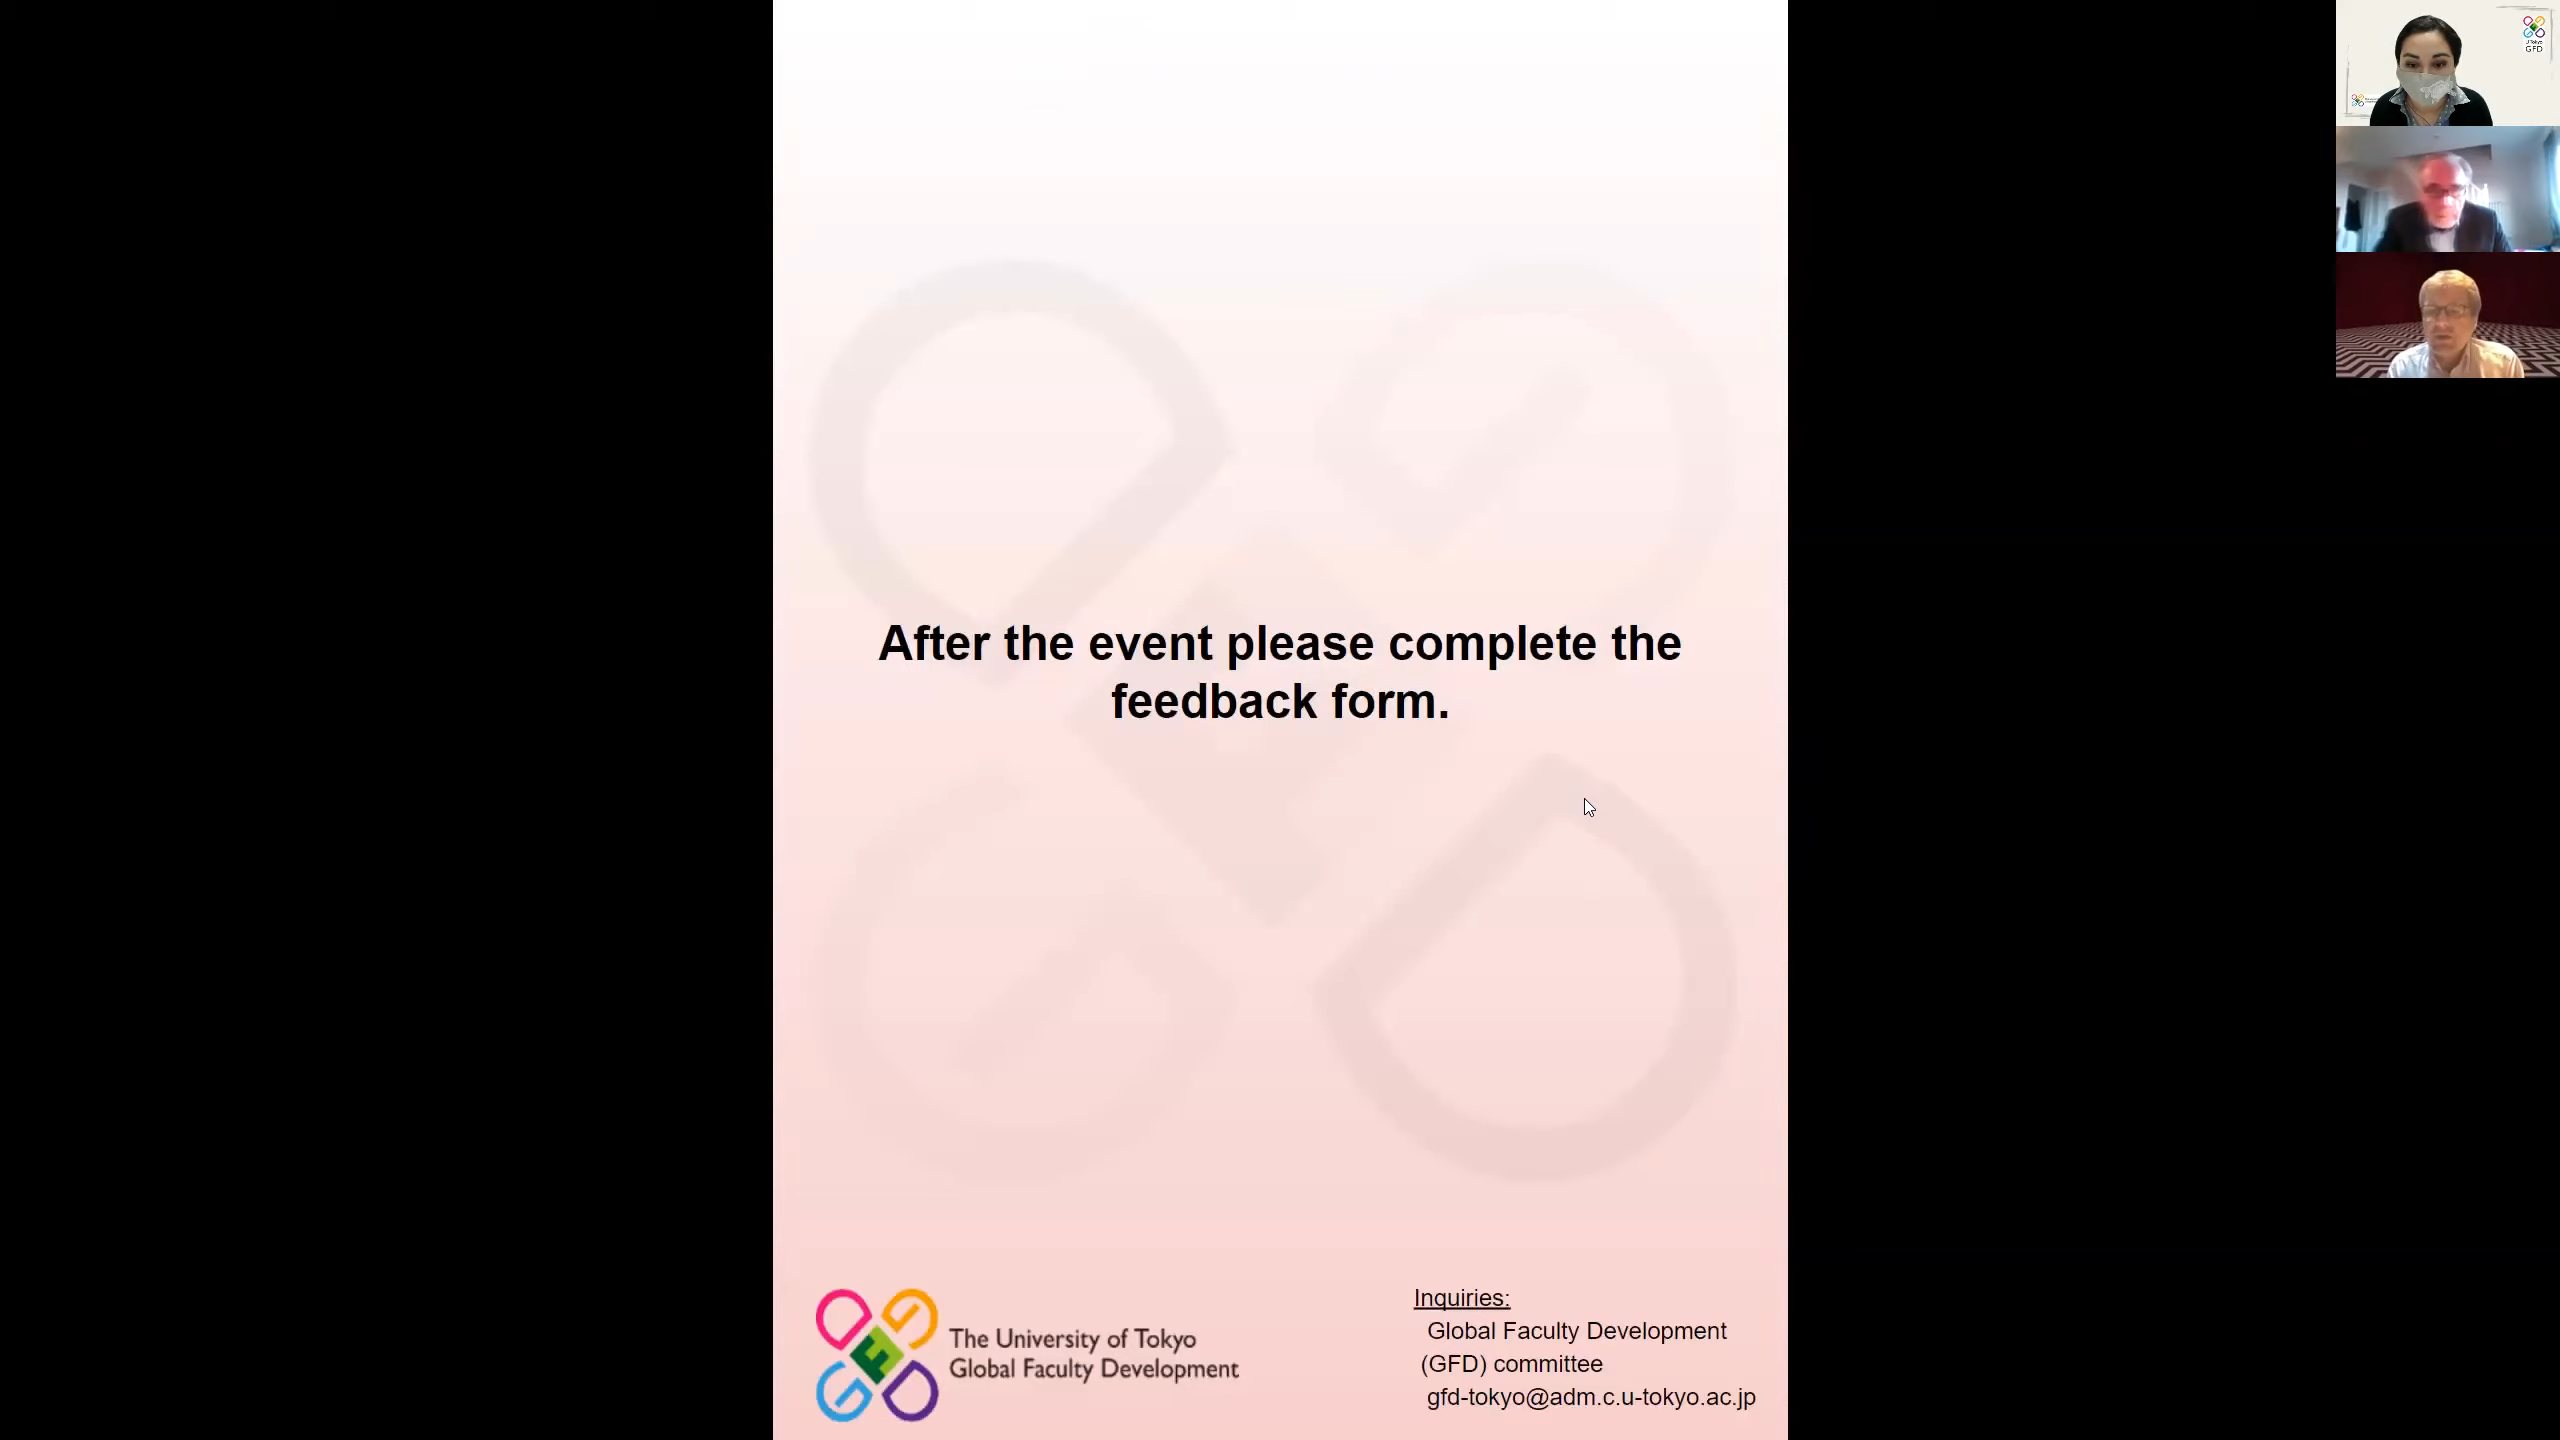 After the event please complete the
feedback form.
The University of Tokyo
Global Faculty Development
Inquiries:
Global Faculty Development
(GFD) committee
gfd-tokyo@adm.c.u-tokyo.ac.jp
GFD